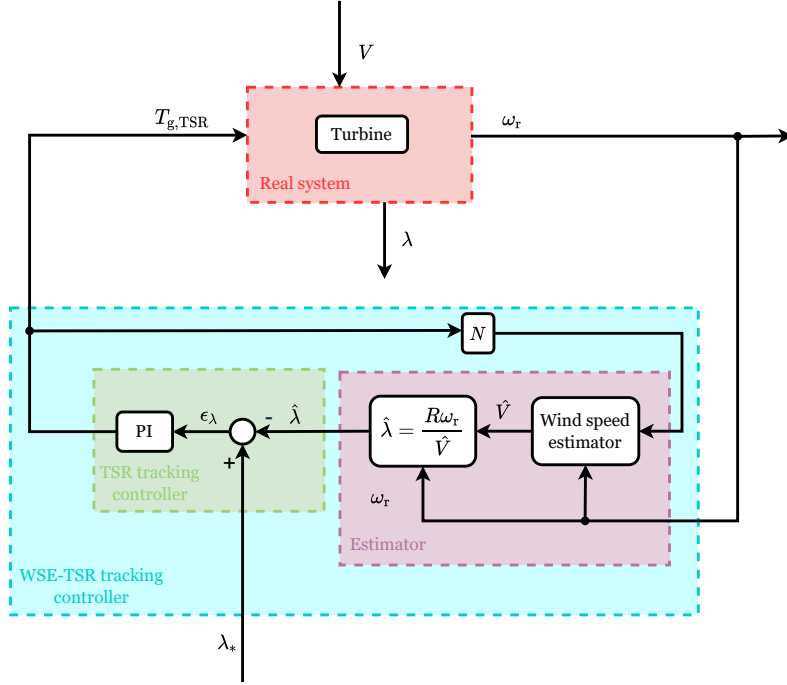 V
T_{g,TSR}
ω_r
Turbine
Real system
λ
N
PI
ϵ_λ
-
λ̂
λ̂ = Rω_r / V̂
V̂
Wind speed
estimator
+
TSR tracking
controller
ω_r
Estimator
WSE-TSR tracking
controller
λ_*